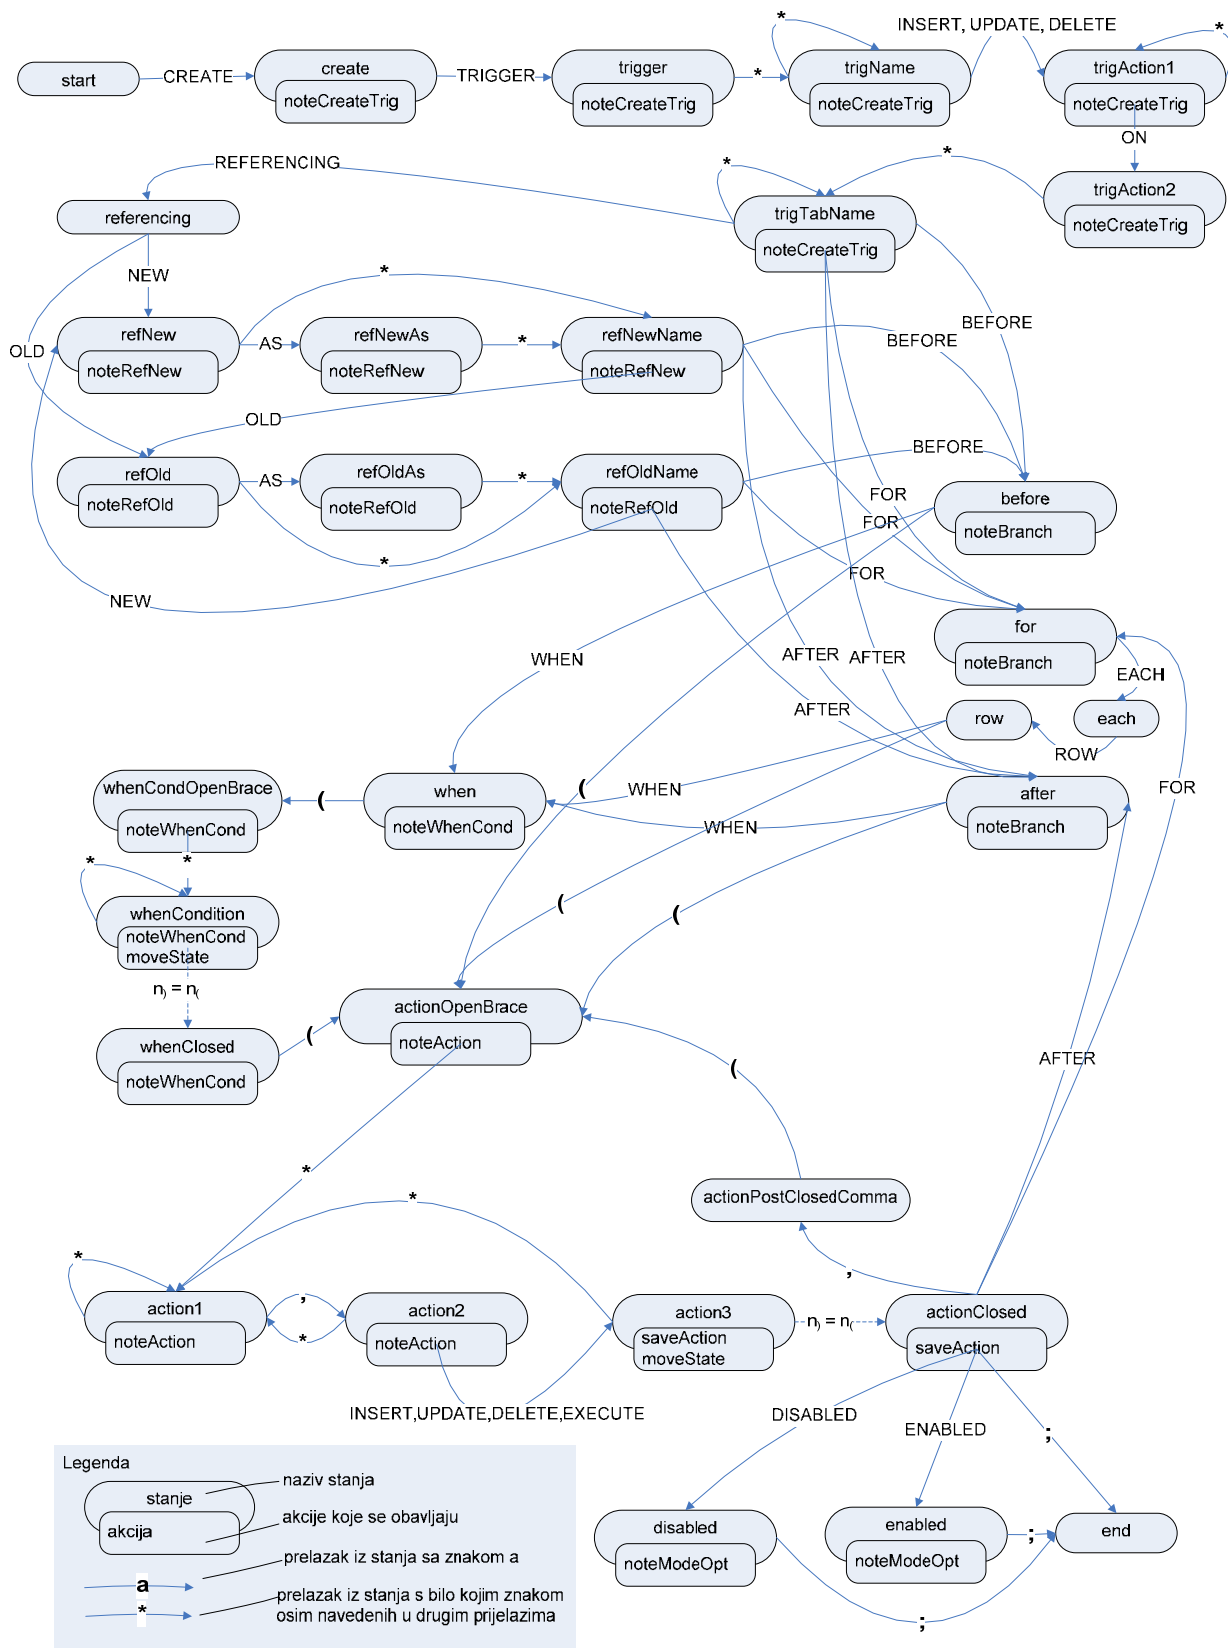 INSERT, UPDATE, DELETE
*
*
start
CREATE
create
noteCreateTrig
TRIGGER
trigger
noteCreateTrig
*
trigName
noteCreateTrig
trigAction1
noteCreateTrig
ON
REFERENCING
*
*
trigAction2
noteCreateTrig
referencing
trigTabName
noteCreateTrig
NEW
*
OLD
refNew
noteRefNew
AS
refNewAs
noteRefNew
*
refNewName
noteRefNew
BEFORE
BEFORE
OLD
BEFORE
refOld
noteRefOld
AS
refOldAs
noteRefOld
*
refOldName
noteRefOld
FOR
FOR
before
noteBranch
*
FOR
NEW
for
noteBranch
WHEN
AFTER
AFTER
EACH
AFTER
row
each
ROW
whenCondOpenBrace
noteWhenCond
(
when
noteWhenCond
(
WHEN
WHEN
after
noteBranch
FOR
*
*
whenCondition
noteWhenCond
moveState
(
(
n) = n(
actionOpenBrace
noteAction
whenClosed
noteWhenCond
(
(
AFTER
*
actionPostClosedComma
*
*
,
action1
noteAction
,
*
action2
noteAction
action3
saveAction
moveState
n) = n(
actionClosed
saveAction
INSERT,UPDATE,DELETE,EXECUTE
DISABLED
ENABLED
;
disabled
noteModeOpt
enabled
noteModeOpt
;
end
;
Legenda
stanje
akcija
naziv stanja
akcije koje se obavljaju
a
prelazak iz stanja sa znakom a
*
prelazak iz stanja s bilo kojim znakom
osim navedenih u drugim prijelazima